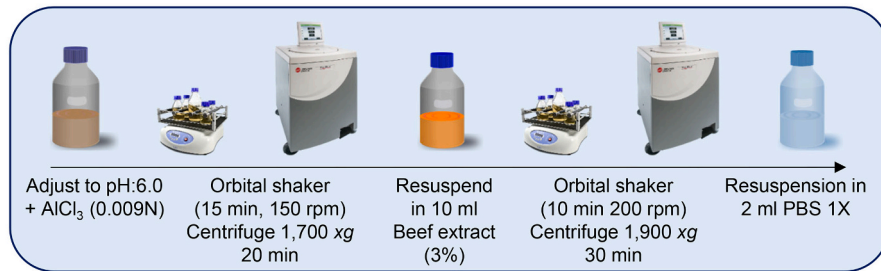 Adjust to pH:6.0
+ AlCl₃ (0.009N)
Orbital shaker
(15 min, 150 rpm)
Centrifuge 1,700 xg
20 min
Resuspend
in 10 ml
Beef extract
(3%)
Orbital shaker
(10 min 200 rpm)
Centrifuge 1,900 xg
30 min
Resuspension in
2 ml PBS 1X